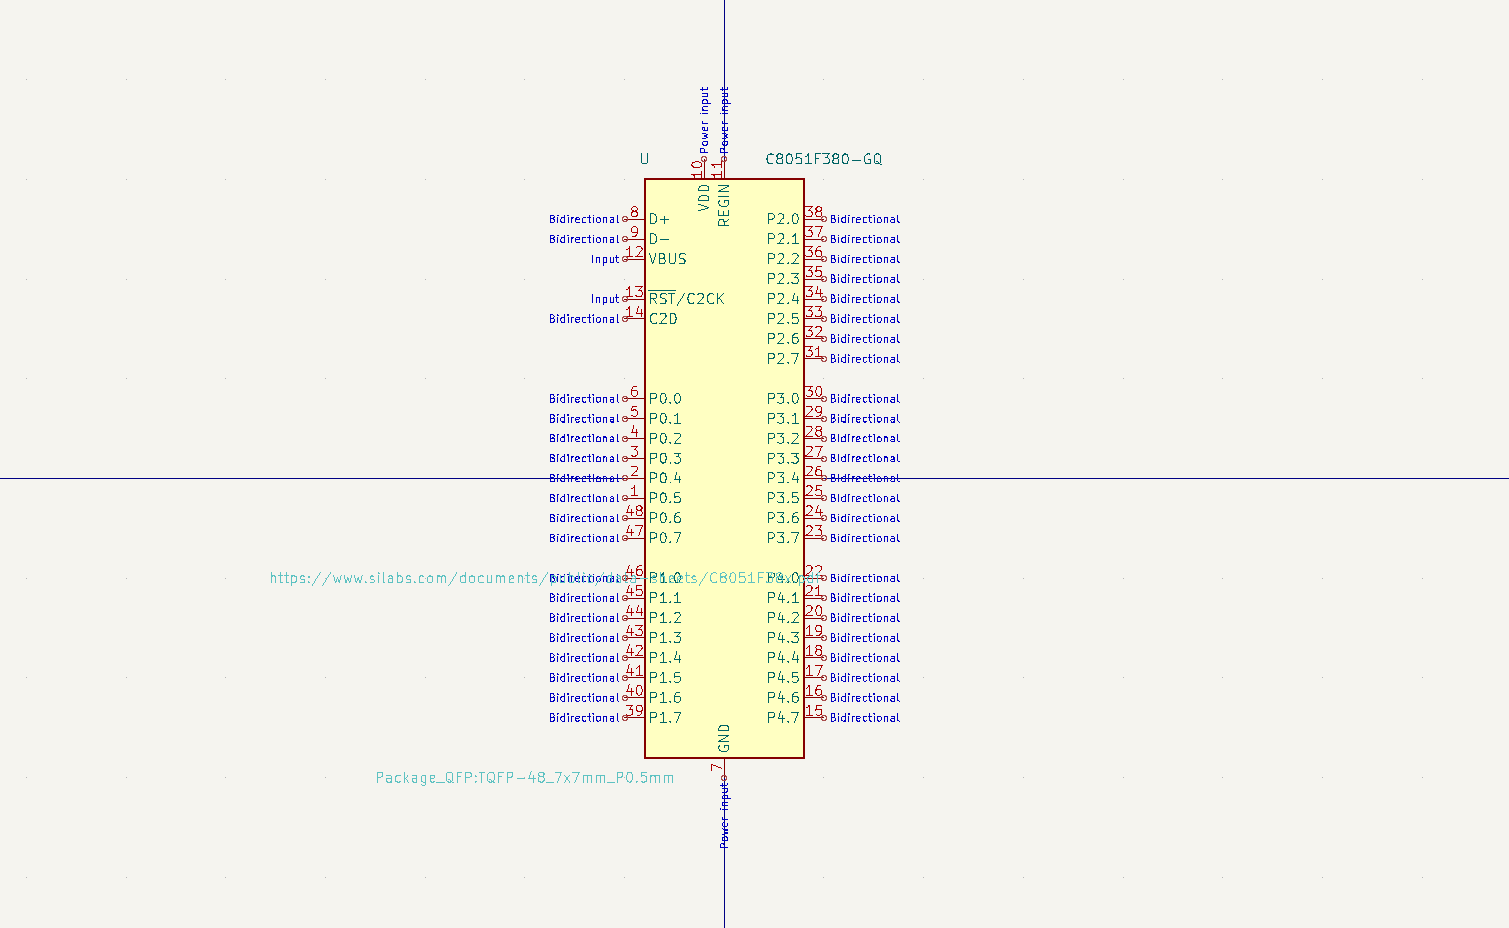 Power input
Power input
U
C8051F380-GQ
10
11
VDD
REGIN
Bidirectional 8 D+ P2.0 38 Bidirectional
Bidirectional 9 D- P2.1 37 Bidirectional
Input 12 VBUS P2.2 36 Bidirectional
P2.3 35 Bidirectional
Input 13 RST/C2CK P2.4 34 Bidirectional
Bidirectional 14 C2D P2.5 33 Bidirectional
P2.6 32 Bidirectional
P2.7 31 Bidirectional
Bidirectional 6 P0.0 P3.0 30 Bidirectional
Bidirectional 5 P0.1 P3.1 29 Bidirectional
Bidirectional 4 P0.2 P3.2 28 Bidirectional
Bidirectional 3 P0.3 P3.3 27 Bidirectional
Bidirectional 2 P0.4 P3.4 26 Bidirectional
Bidirectional 1 P0.5 P3.5 25 Bidirectional
Bidirectional 48 P0.6 P3.6 24 Bidirectional
Bidirectional 47 P0.7 P3.7 23 Bidirectional
Bidirectional 46 P1.0 P4.0 22 Bidirectional
https://www.silabs.com/documents/public/data-sheets/C8051F38x.pdf
Bidirectional 45 P1.1 P4.1 21 Bidirectional
Bidirectional 44 P1.2 P4.2 20 Bidirectional
Bidirectional 43 P1.3 P4.3 19 Bidirectional
Bidirectional 42 P1.4 P4.4 18 Bidirectional
Bidirectional 41 P1.5 P4.5 17 Bidirectional
Bidirectional 40 P1.6 P4.6 16 Bidirectional
Bidirectional 39 P1.7 P4.7 15 Bidirectional
GND
7
Package_QFP:TQFP-48_7x7mm_P0.5mm
Power input